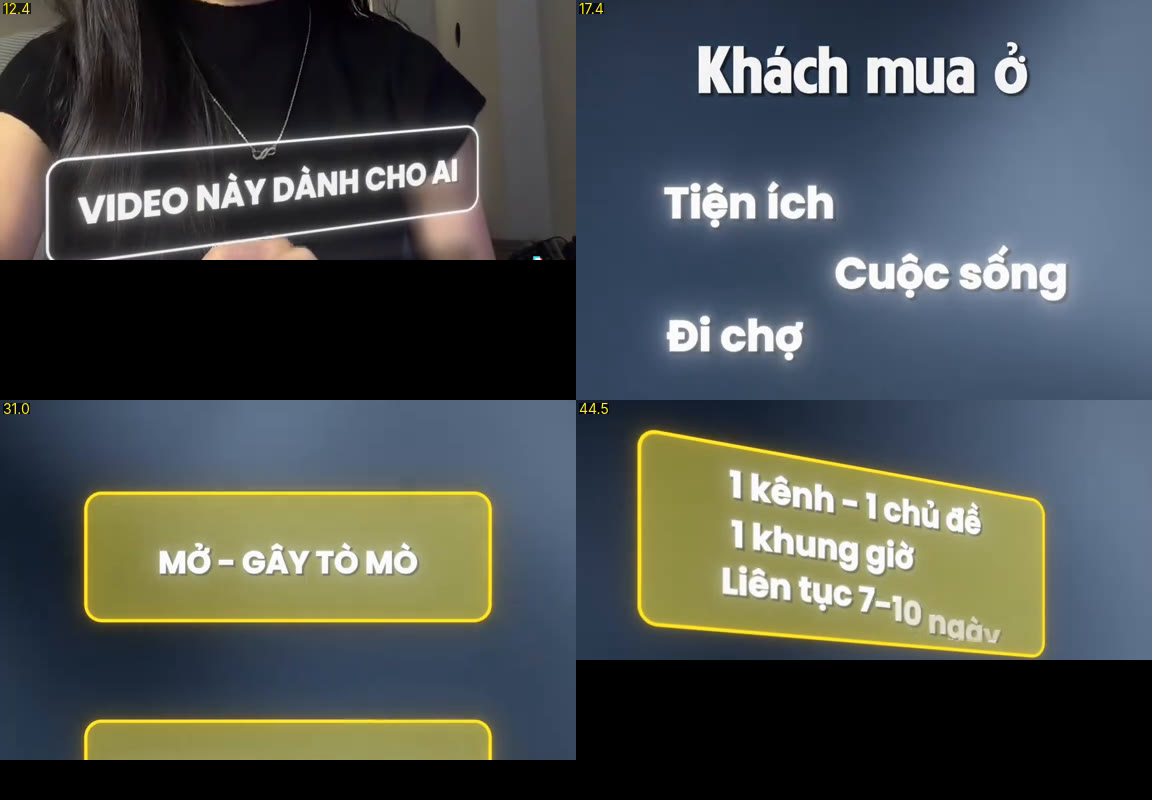 12.4
VIDEO NÀY DÀNH CHO AI
17.4
Khách mua ở
Tiện ích
Cuộc sống
Đi chợ
31.0
MỞ - GÂY TÒ MÒ
44.5
1 kênh - 1 chủ đề
1 khung giờ
Liên tục 7-10 ngày